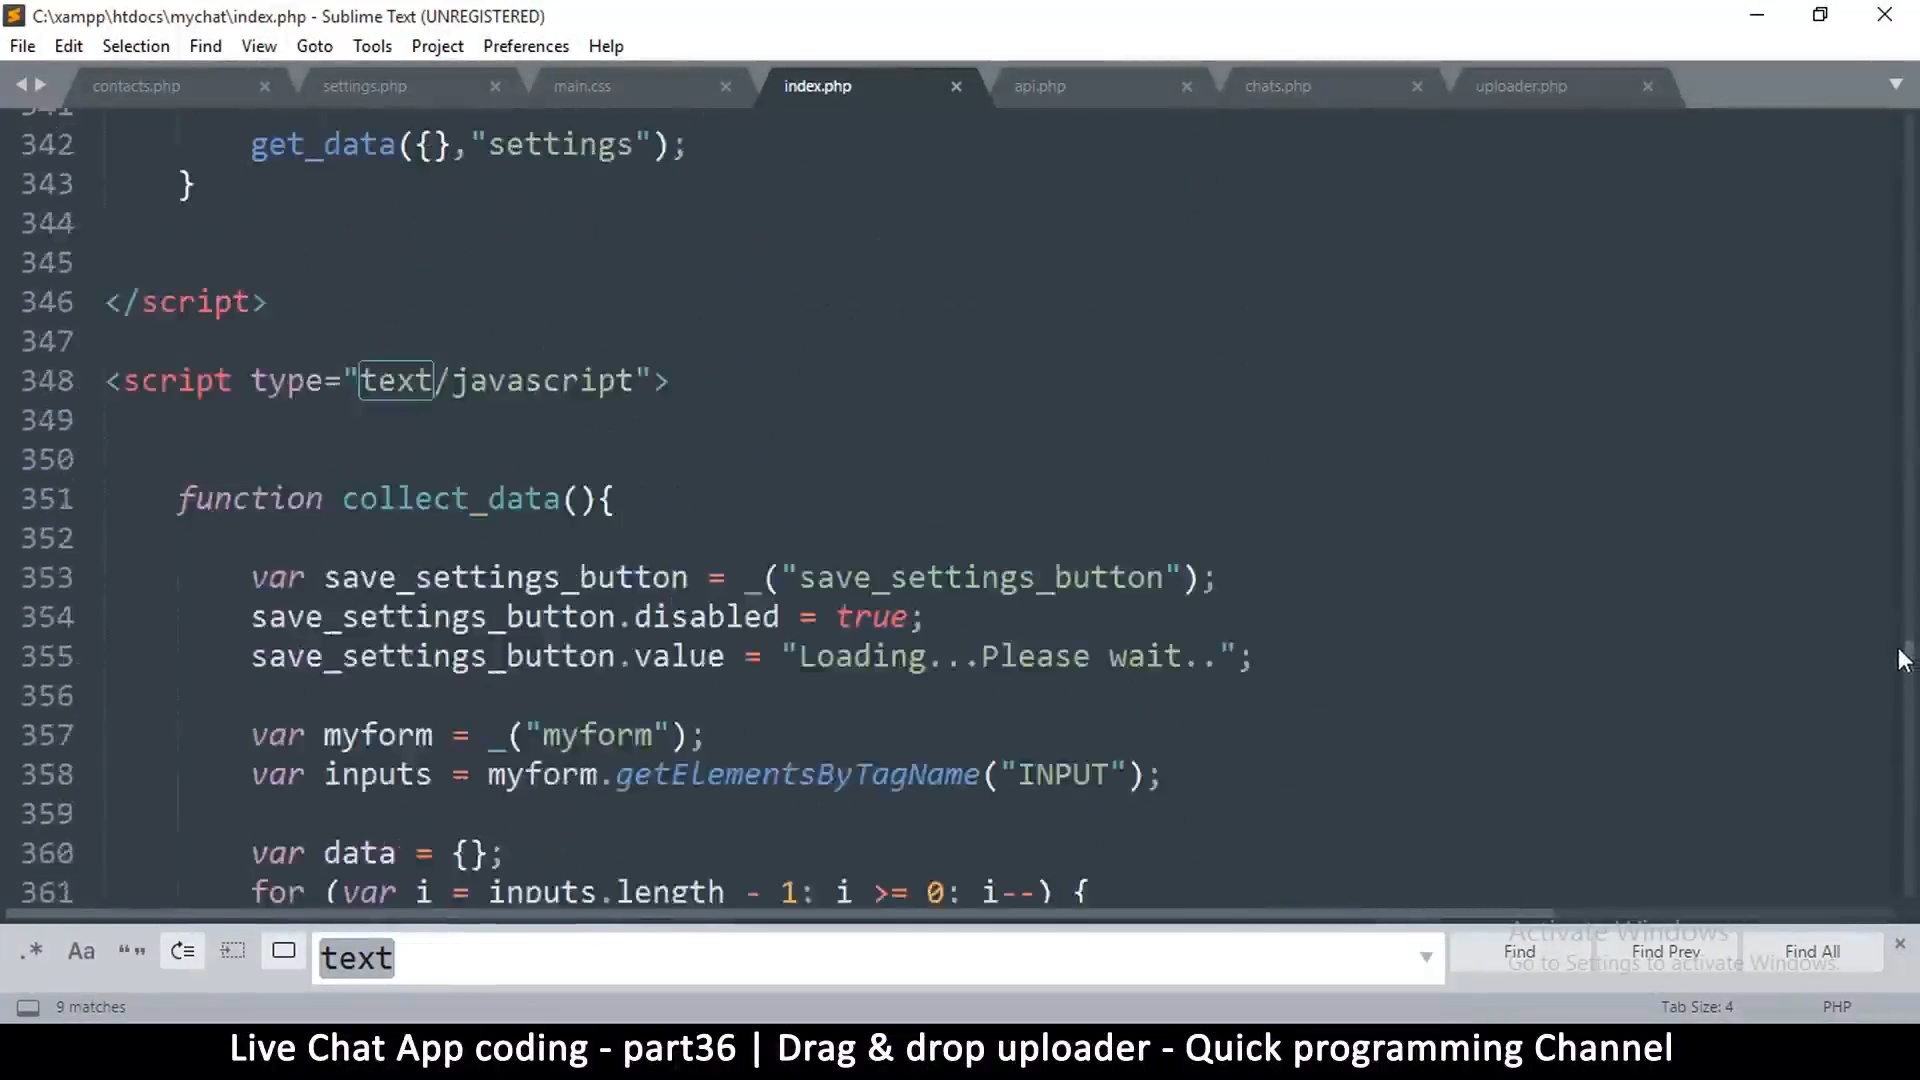 C:\xampp\htdocs\mychat\index.php - Sublime Text (UNREGISTERED)
File Edit Selection Find View Goto Tools Project Preferences Help
contacts.php settings.php main.css index.php api.php chats.php uploader.php
341
342 get_data({},"settings");
343 }
344
345
346 </script>
347
348 <script type="text/javascript">
349
350
351 function collect_data(){
352
353 var save_settings_button = _("save_settings_button");
354 save_settings_button.disabled = true;
355 save_settings_button.value = "Loading...Please wait..";
356
357 var myform = _("myform");
358 var inputs = myform.getElementsByTagName("INPUT");
359
360 var data = {};
361 for (var i = inputs.length - 1; i >= 0; i--) {
.* Aa “ ” text Find Find Prev Find All
Activate Windows
Go to Settings to activate Windows.
9 matches Tab Size: 4 PHP
Live Chat App coding - part36 | Drag & drop uploader - Quick programming Channel